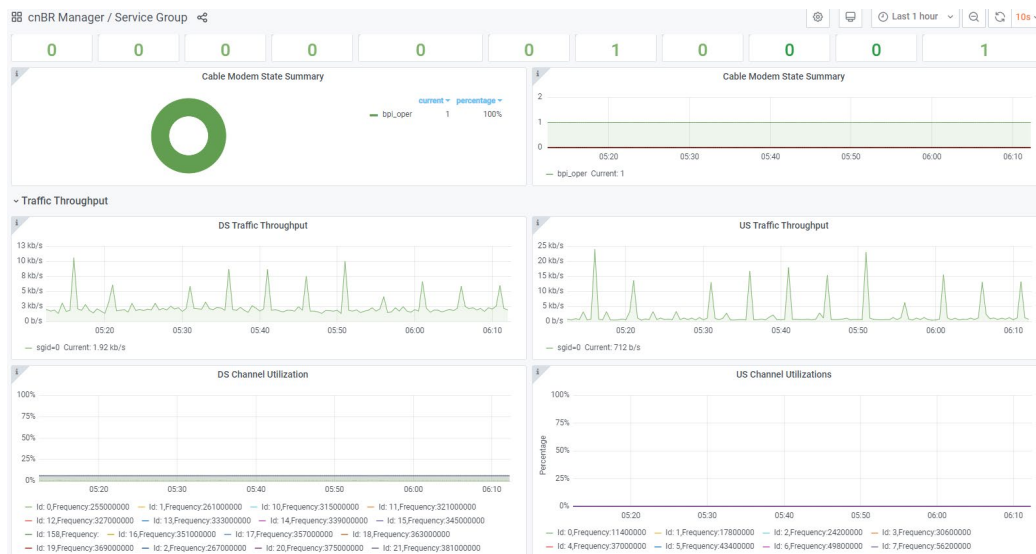 cnBR Manager / Service Group
Last 1 hour
10s
0 0 0 0 0 0 1 0 0 0 1
Cable Modem State Summary
current percentage
bpi_oper 1 100%
Cable Modem State Summary
2
1
0
05:20 05:30 05:40 05:50 06:00 06:10
bpi_oper Current: 1
Traffic Throughput
DS Traffic Throughput
13 kb/s
10 kb/s
8 kb/s
5 kb/s
3 kb/s
0 b/s
05:20 05:30 05:40 05:50 06:00 06:10
sgid=0 Current: 1.92 kb/s
US Traffic Throughput
25 kb/s
20 kb/s
15 kb/s
10 kb/s
5 kb/s
0 b/s
05:20 05:30 05:40 05:50 06:00 06:10
sgid=0 Current: 712 b/s
DS Channel Utilization
100%
75%
50%
25%
0%
05:20 05:30 05:40 05:50 06:00 06:10
Id: 0,Frequency:255000000 Id: 1,Frequency:261000000 Id: 10,Frequency:315000000 Id: 11,Frequency:321000000
Id: 12,Frequency:327000000 Id: 13,Frequency:333000000 Id: 14,Frequency:339000000 Id: 15,Frequency:345000000
Id: 158,Frequency: Id: 16,Frequency:351000000 Id: 17,Frequency:357000000 Id: 18,Frequency:363000000
Id: 19,Frequency:369000000 Id: 2,Frequency:267000000 Id: 20,Frequency:375000000 Id: 21,Frequency:381000000
US Channel Utilizations
Percentage
100%
75%
50%
25%
0%
05:20 05:30 05:40 05:50 06:00 06:10
Id: 0,Frequency:11400000 Id: 1,Frequency:17800000 Id: 2,Frequency:24200000 Id: 3,Frequency:30600000
Id: 4,Frequency:37000000 Id: 5,Frequency:43400000 Id: 6,Frequency:49800000 Id: 7,Frequency:56200000